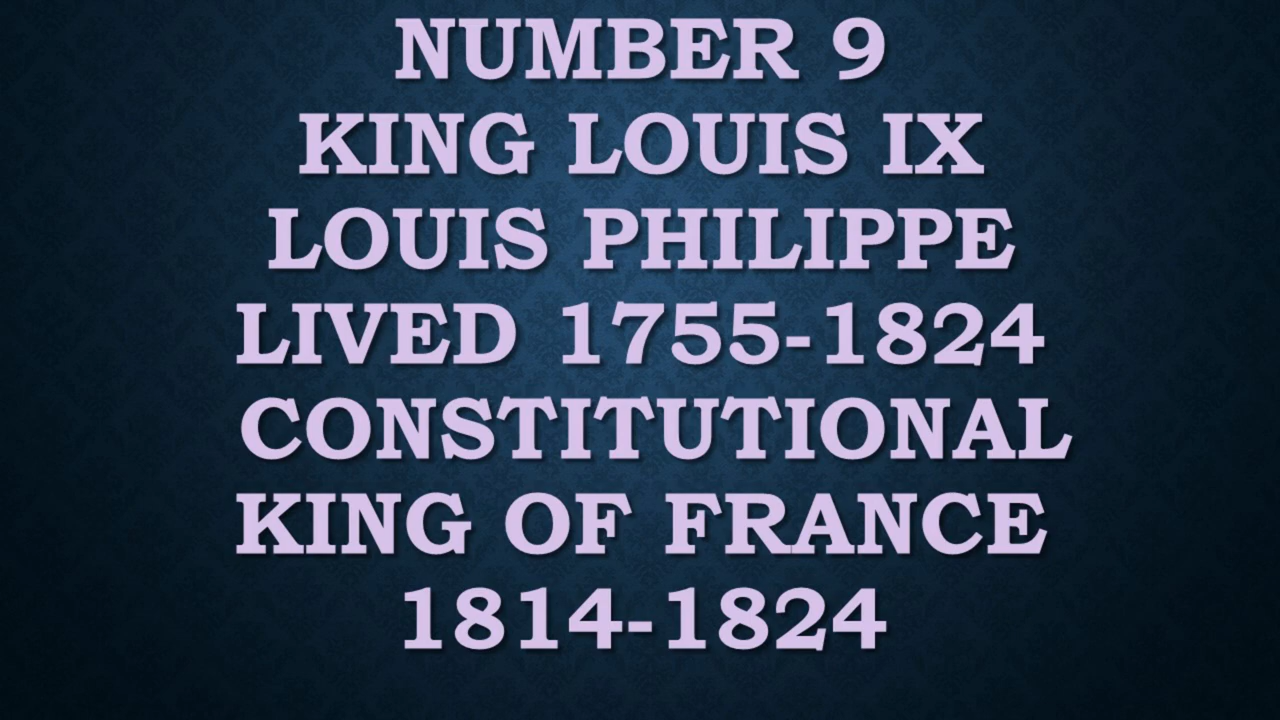 NUMBER 9
KING LOUIS IX
LOUIS PHILIPPE
LIVED 1755-1824
CONSTITUTIONAL
KING OF FRANCE
1814-1824